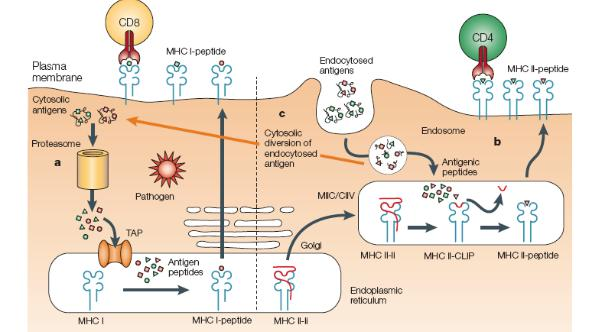 CD8
CD4
MHC I-peptide
Endocytosed
antigens
MHC II-peptide
Plasma
membrane
Cytosolic
antigens
c
Endosome
b
Proteasome
a
Cytosolic
diversion of
endocytosed
antigen
Antigenic
peptides
Pathogen
MIIC/CIIV
TAP
Golgi
Antigen
peptides
MHC II-Ii
MHC II-CLIP
MHC II-peptide
Endoplasmic
reticulum
MHC I
MHC I-peptide
MHC II-Ii